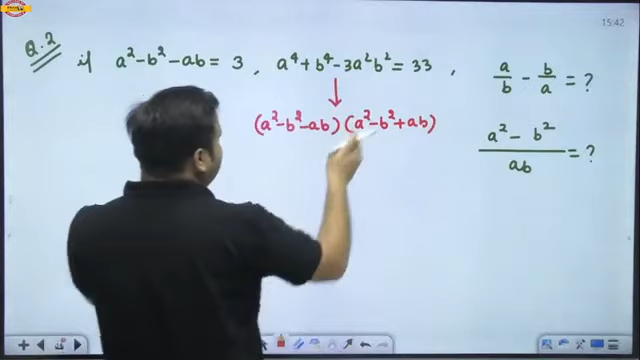 15:42
Q.2 if a²-b²-ab = 3 , a⁴+b⁴-3a²b² = 33 , a/b - b/a = ?
(a²-b²-ab) (a²-b²+ab)
a² - b² / ab = ?